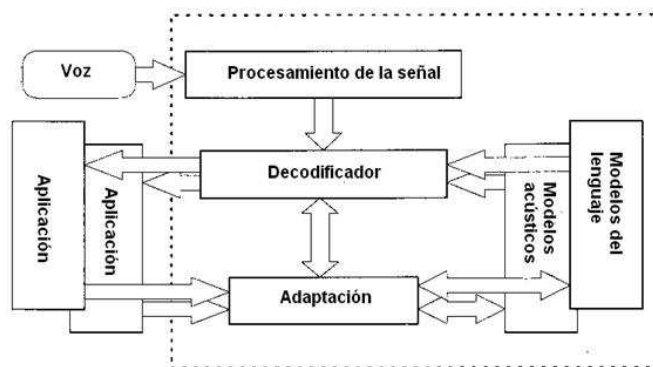 Voz
Procesamiento de la señal
Decodificador
Aplicación
Aplicación
Modelos
acústicos
Modelos del
lenguaje
Adaptación